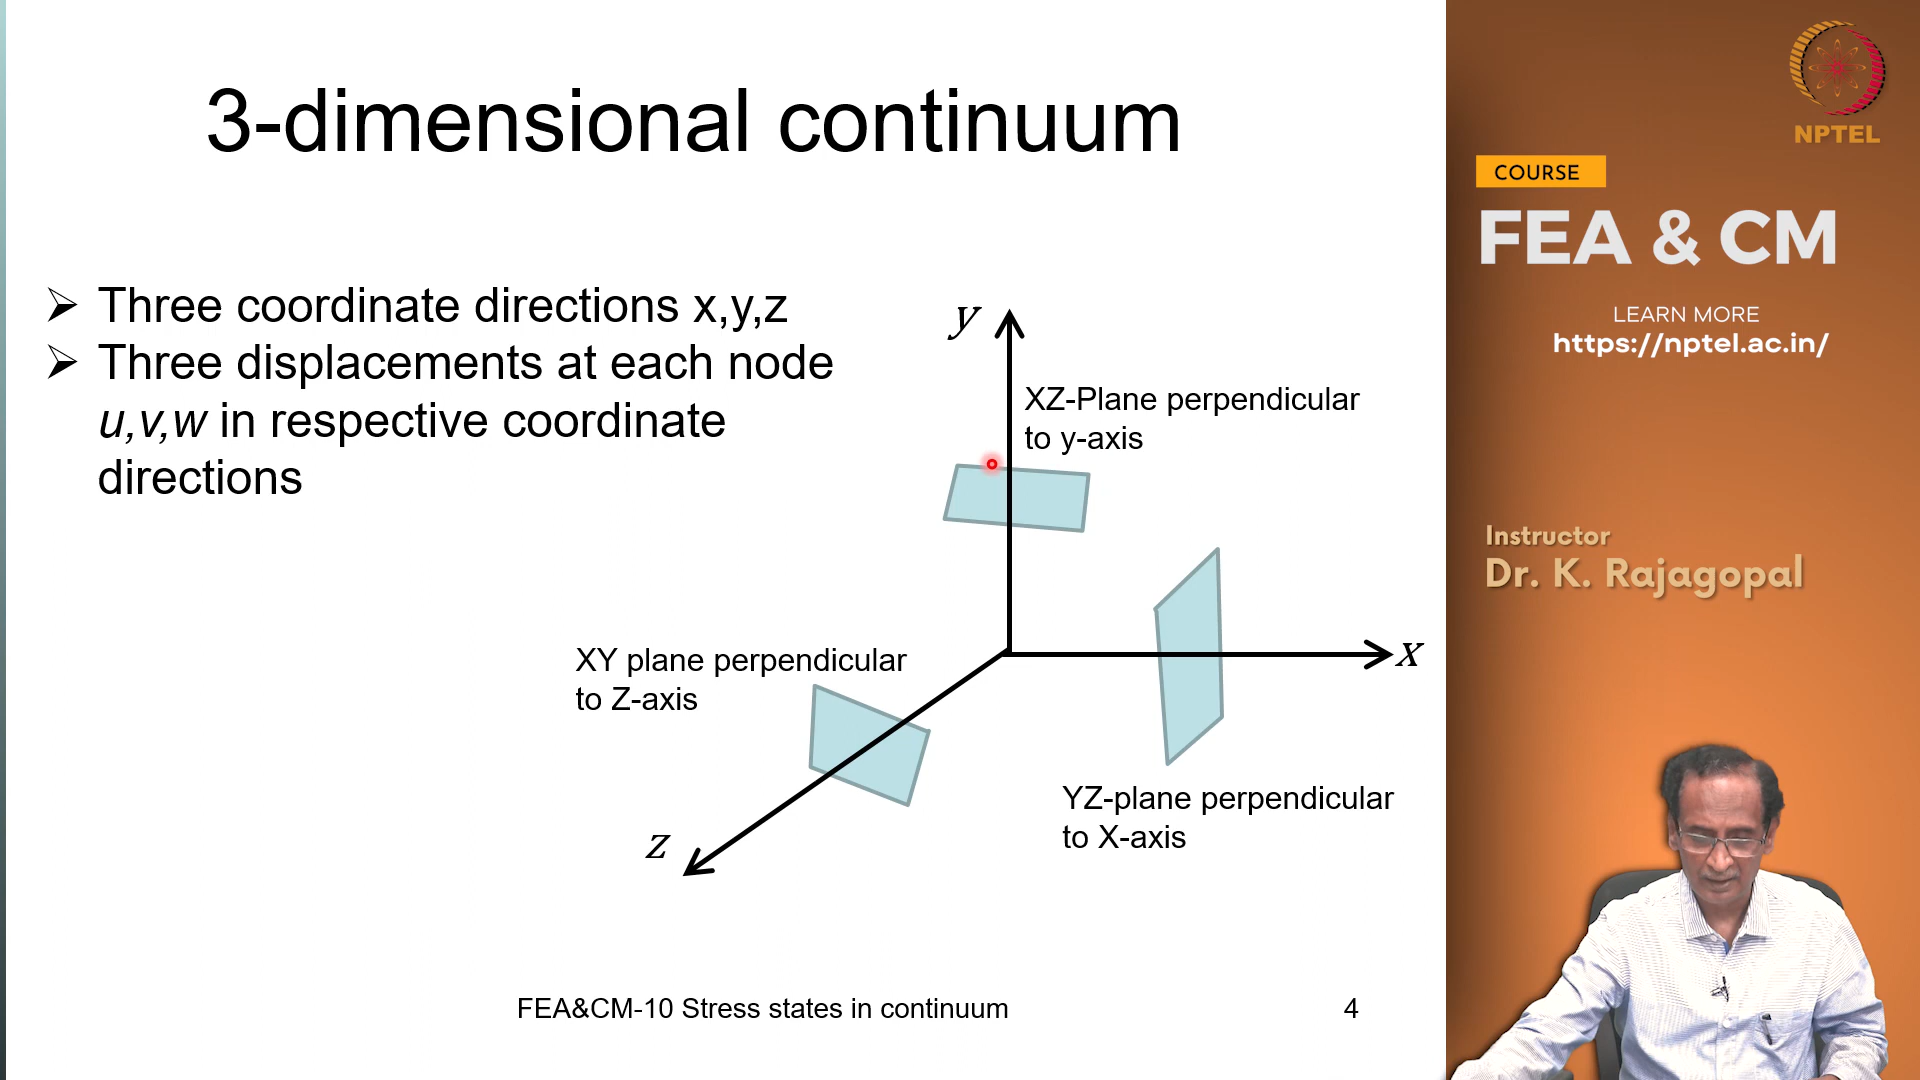 3-dimensional continuum
➢ Three coordinate directions x,y,z
➢ Three displacements at each node
u,v,w in respective coordinate
directions
y
XZ-Plane perpendicular
to y-axis
x
XY plane perpendicular
to Z-axis
YZ-plane perpendicular
to X-axis
z
FEA&CM-10 Stress states in continuum
4
NPTEL
COURSE
FEA & CM
LEARN MORE
https://nptel.ac.in/
Instructor
Dr. K. Rajagopal